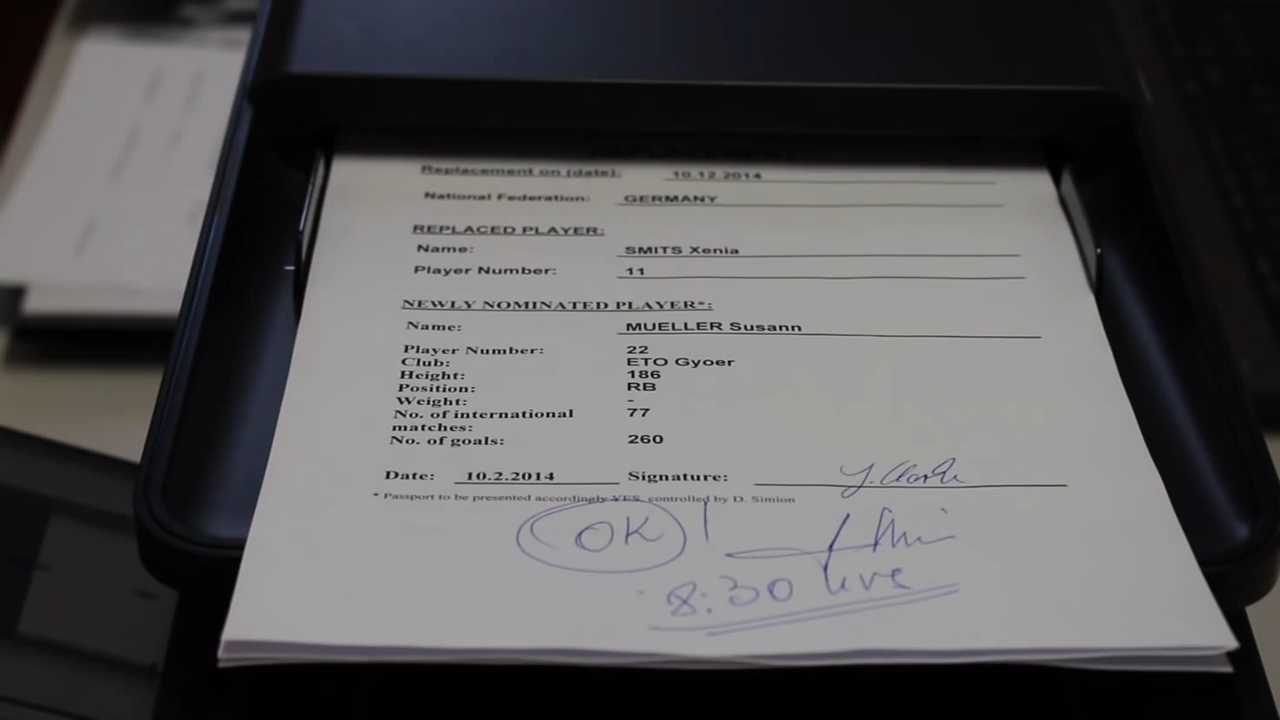 Replacement on (date): 10.12.2014
National Federation: GERMANY
REPLACED PLAYER:
Name: SMITS Xenia
Player Number: 11
NEWLY NOMINATED PLAYER*:
Name: MUELLER Susann
Player Number: 22
Club: ETO Gyoer
Height: 186
Position: RB
Weight: -
No. of international 77
matches:
No. of goals: 260
Date: 10.2.2014 Signature:
* Passport to be presented accordingly YES, controlled by D. Simion
OK!
8:30 live